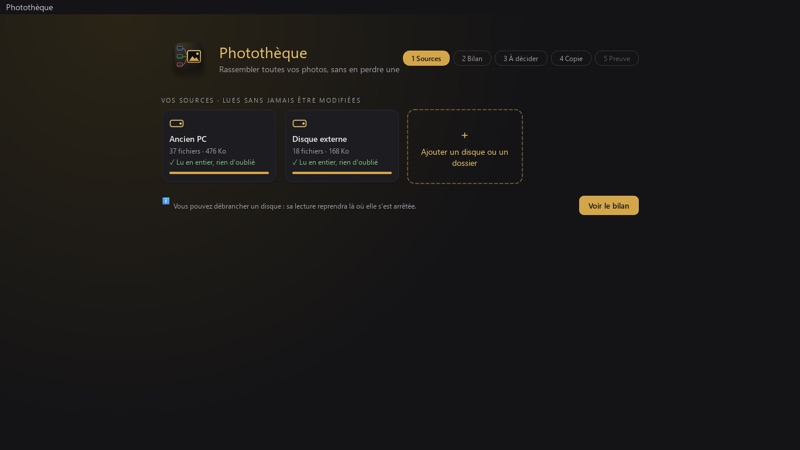 Photothèque
Photothèque
Rassembler toutes vos photos, sans en perdre une
1 Sources
2 Bilan
3 À décider
4 Copie
5 Preuve
VOS SOURCES · LUES SANS JAMAIS ÊTRE MODIFIÉES
Ancien PC
37 fichiers · 476 Ko
✓ Lu en entier, rien d'oublié
Disque externe
18 fichiers · 168 Ko
✓ Lu en entier, rien d'oublié
+
Ajouter un disque ou un
dossier
Vous pouvez débrancher un disque : sa lecture reprendra là où elle s'est arrêtée.
Voir le bilan